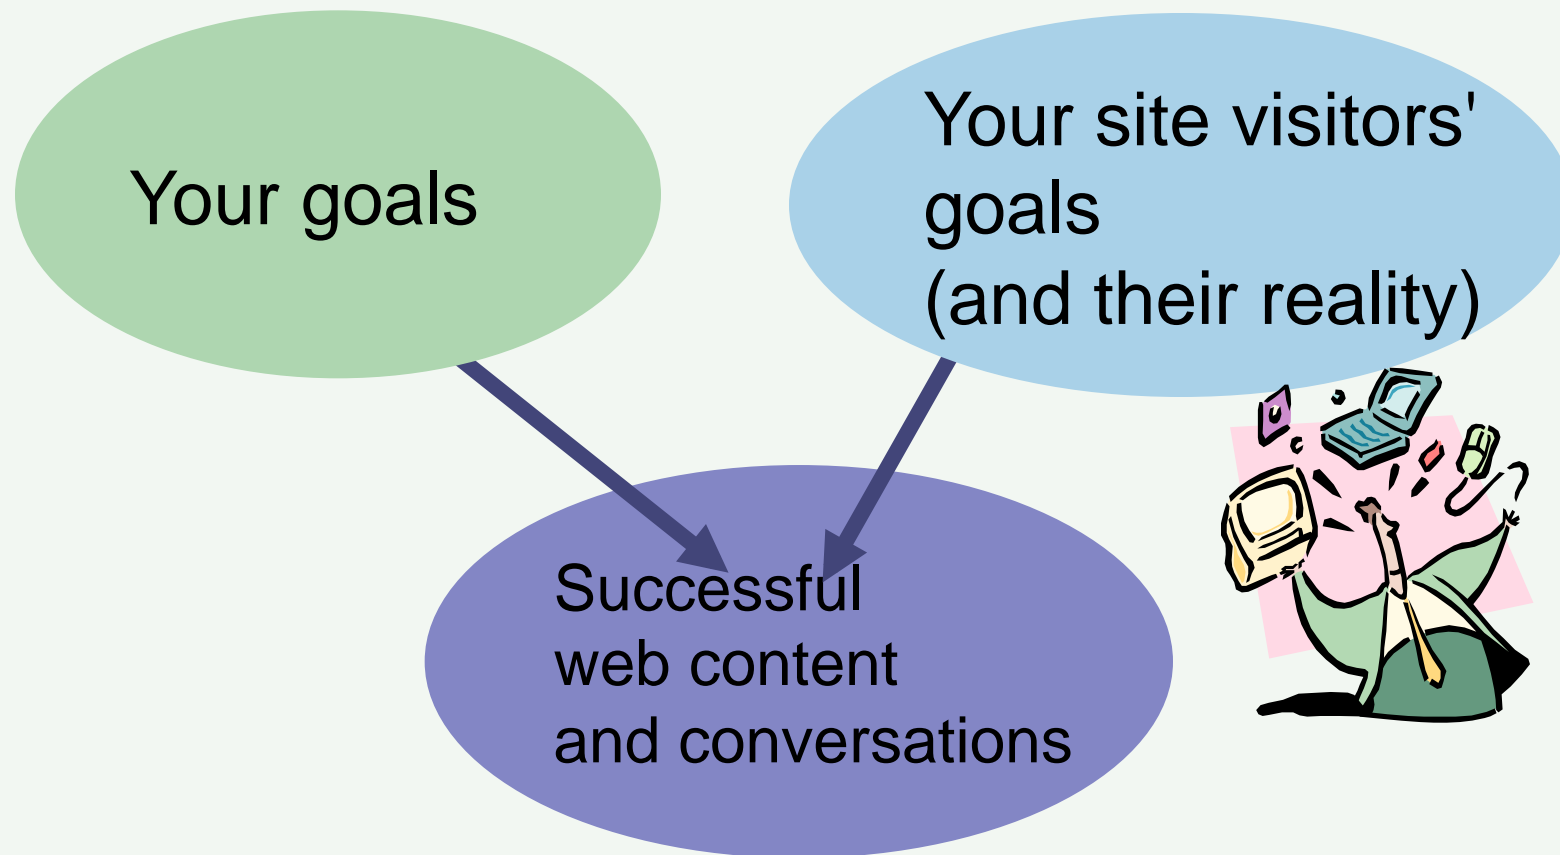 Your goals
Your site visitors'
goals
(and their reality)
Successful
web content
and conversations